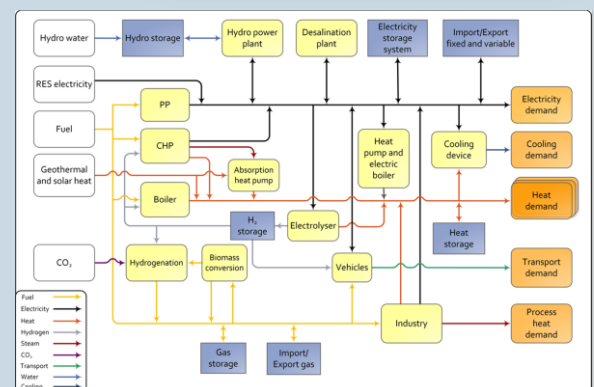 Hydro water
Hydro storage
Hydro power
plant
Desalination
plant
Electricity
storage
system
Import/Export
fixed and variable
RES electricity
PP
Electricity
demand
Fuel
CHP
Heat
pump and
electric
boiler
Cooling
device
Cooling
demand
Geothermal
and solar heat
Absorption
heat pump
Boiler
Heat
demand
H₂
storage
Electrolyser
Heat
storage
CO₂
Hydrogenation
Biomass
conversion
Vehicles
Transport
demand
Fuel
Electricity
Heat
Hydrogen
Steam
CO₂
Transport
Water
Cooling
Industry
Process
heat
demand
Gas
storage
Import/
Export gas